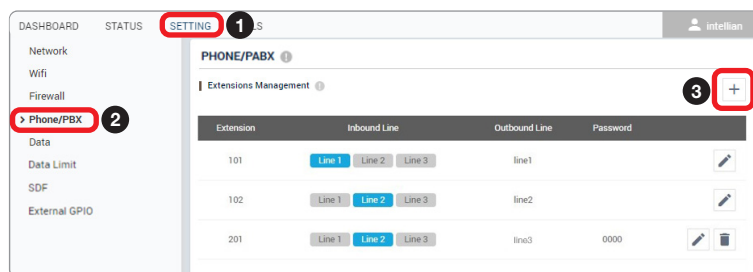 DASHBOARD STATUS SETTING 1 LS intellian
Network
Wifi
Firewall
> Phone/PBX 2
Data
Data Limit
SDF
External GPIO
PHONE/PABX !
Extensions Management !
3 +
Extension Inbound Line Outbound Line Password
101 Line 1 Line 2 Line 3 line1
102 Line 1 Line 2 Line 3 line2
201 Line 1 Line 2 Line 3 line3 0000